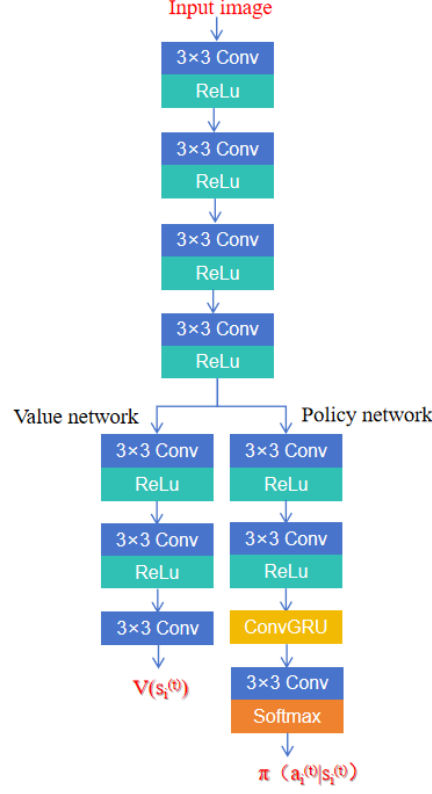 Input image
3×3 Conv
ReLu
3×3 Conv
ReLu
3×3 Conv
ReLu
3×3 Conv
ReLu
Value network
Policy network
3×3 Conv
ReLu
3×3 Conv
ReLu
3×3 Conv
V(sᵢ⁽ᵗ⁾)
3×3 Conv
ReLu
3×3 Conv
ReLu
ConvGRU
3×3 Conv
Softmax
π（aᵢ⁽ᵗ⁾|sᵢ⁽ᵗ⁾）